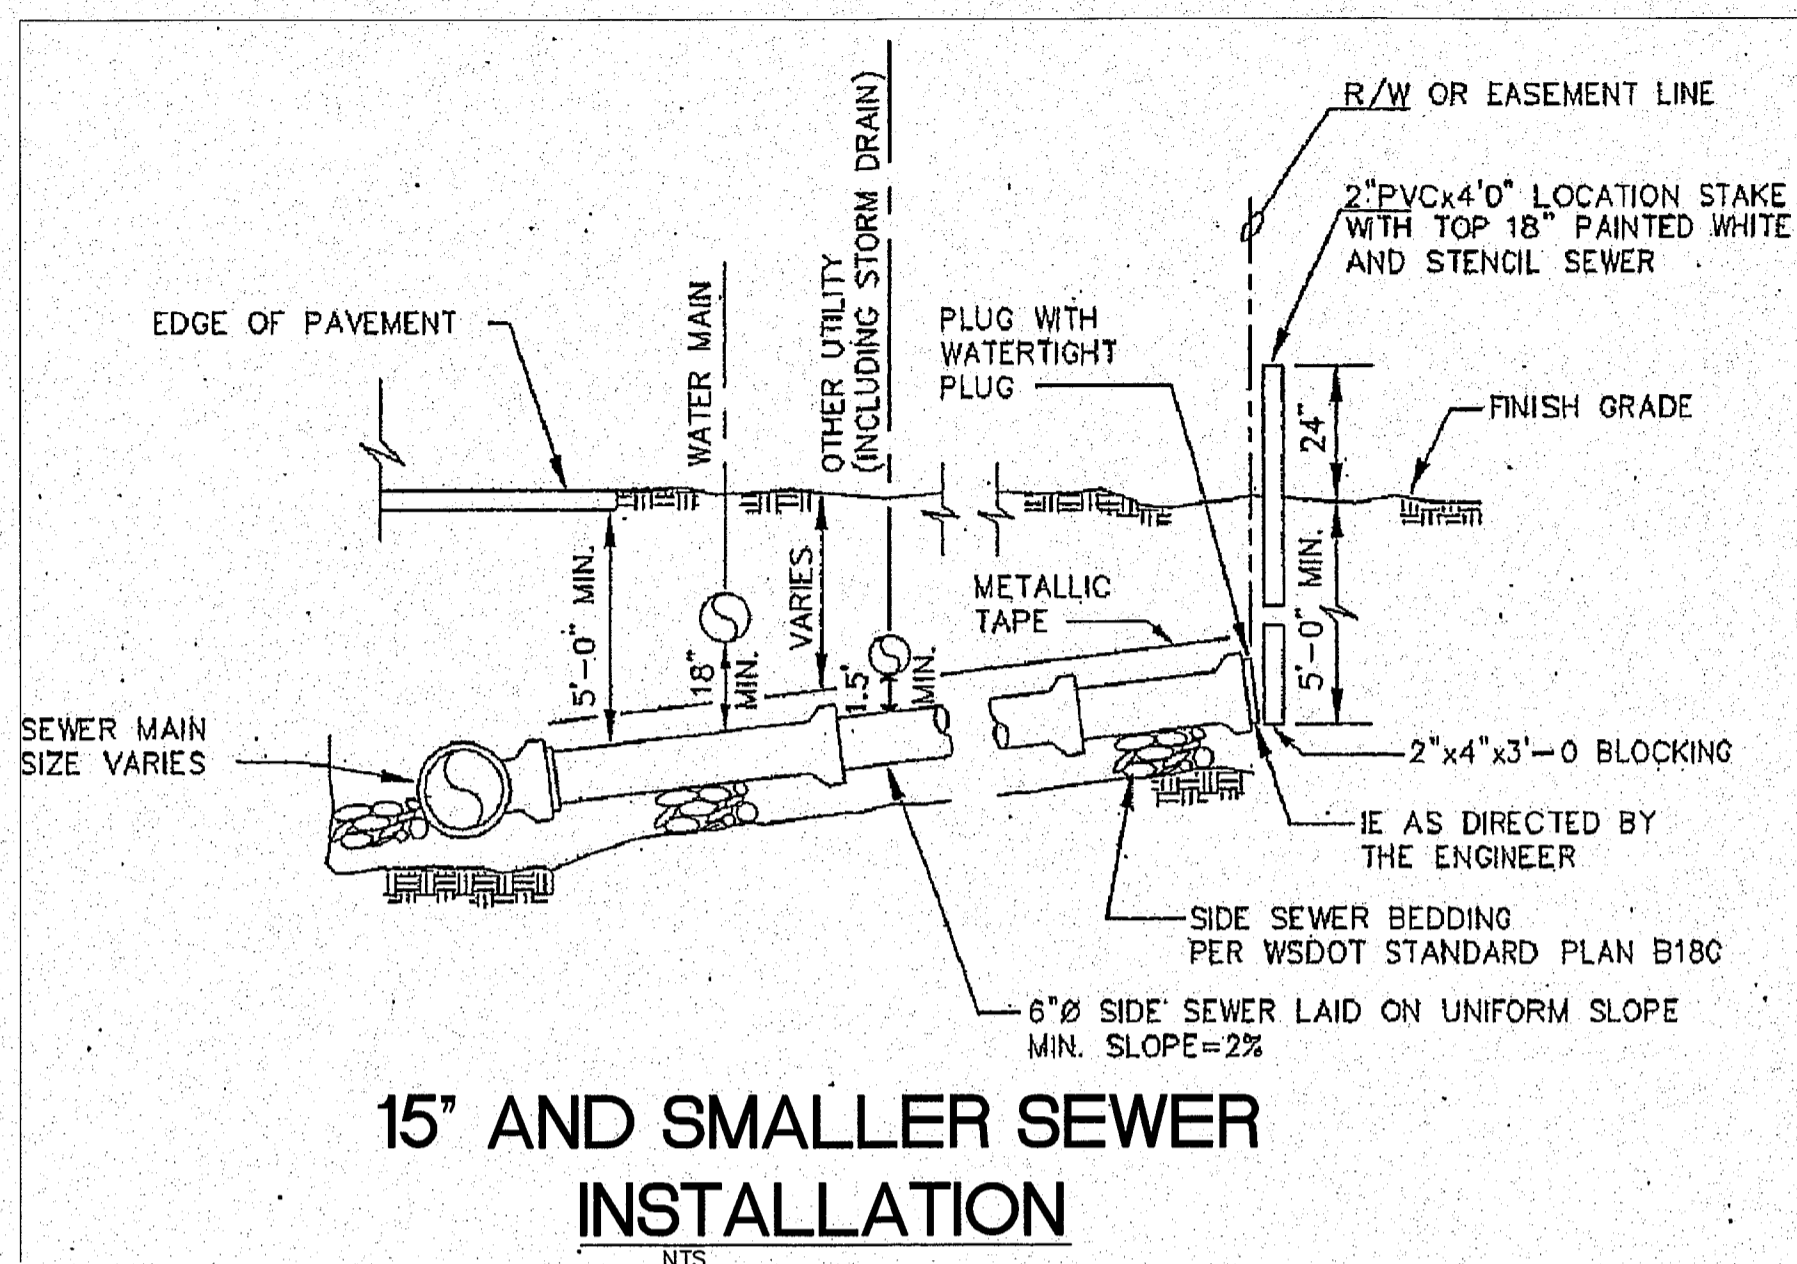 R/W OR EASEMENT LINE
2"PVCx4'0" LOCATION STAKE
WITH TOP 18" PAINTED WHITE
AND STENCIL SEWER
EDGE OF PAVEMENT
WATER MAIN
OTHER UTILITY
(INCLUDING STORM DRAIN)
PLUG WITH
WATERTIGHT
PLUG
24"
FINISH GRADE
5'-0" MIN.
18"
MIN.
VARIES
1.5'
MIN.
METALLIC
TAPE
5'-0" MIN.
SEWER MAIN
SIZE VARIES
2"x4"x3'-0 BLOCKING
IE AS DIRECTED BY
THE ENGINEER
SIDE SEWER BEDDING
PER WSDOT STANDARD PLAN B18C
6"Ø SIDE SEWER LAID ON UNIFORM SLOPE
MIN. SLOPE=2%
15" AND SMALLER SEWER
INSTALLATION
NTS